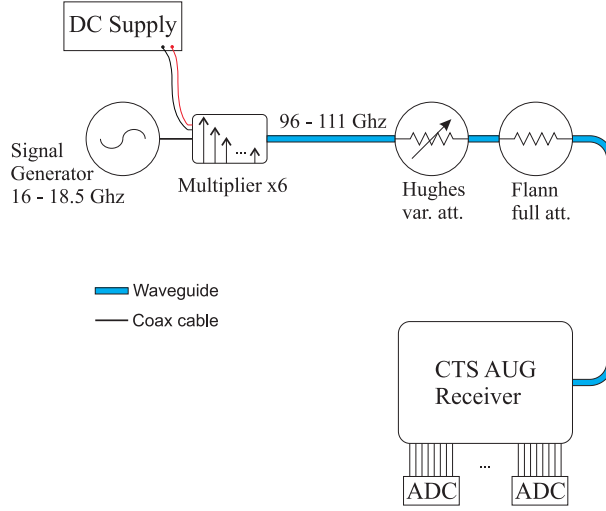 DC Supply
96 - 111 Ghz
Signal
Generator
16 - 18.5 Ghz
Multiplier x6
Hughes
var. att.
Flann
full att.
Waveguide
Coax cable
CTS AUG
Receiver
...
ADC
ADC